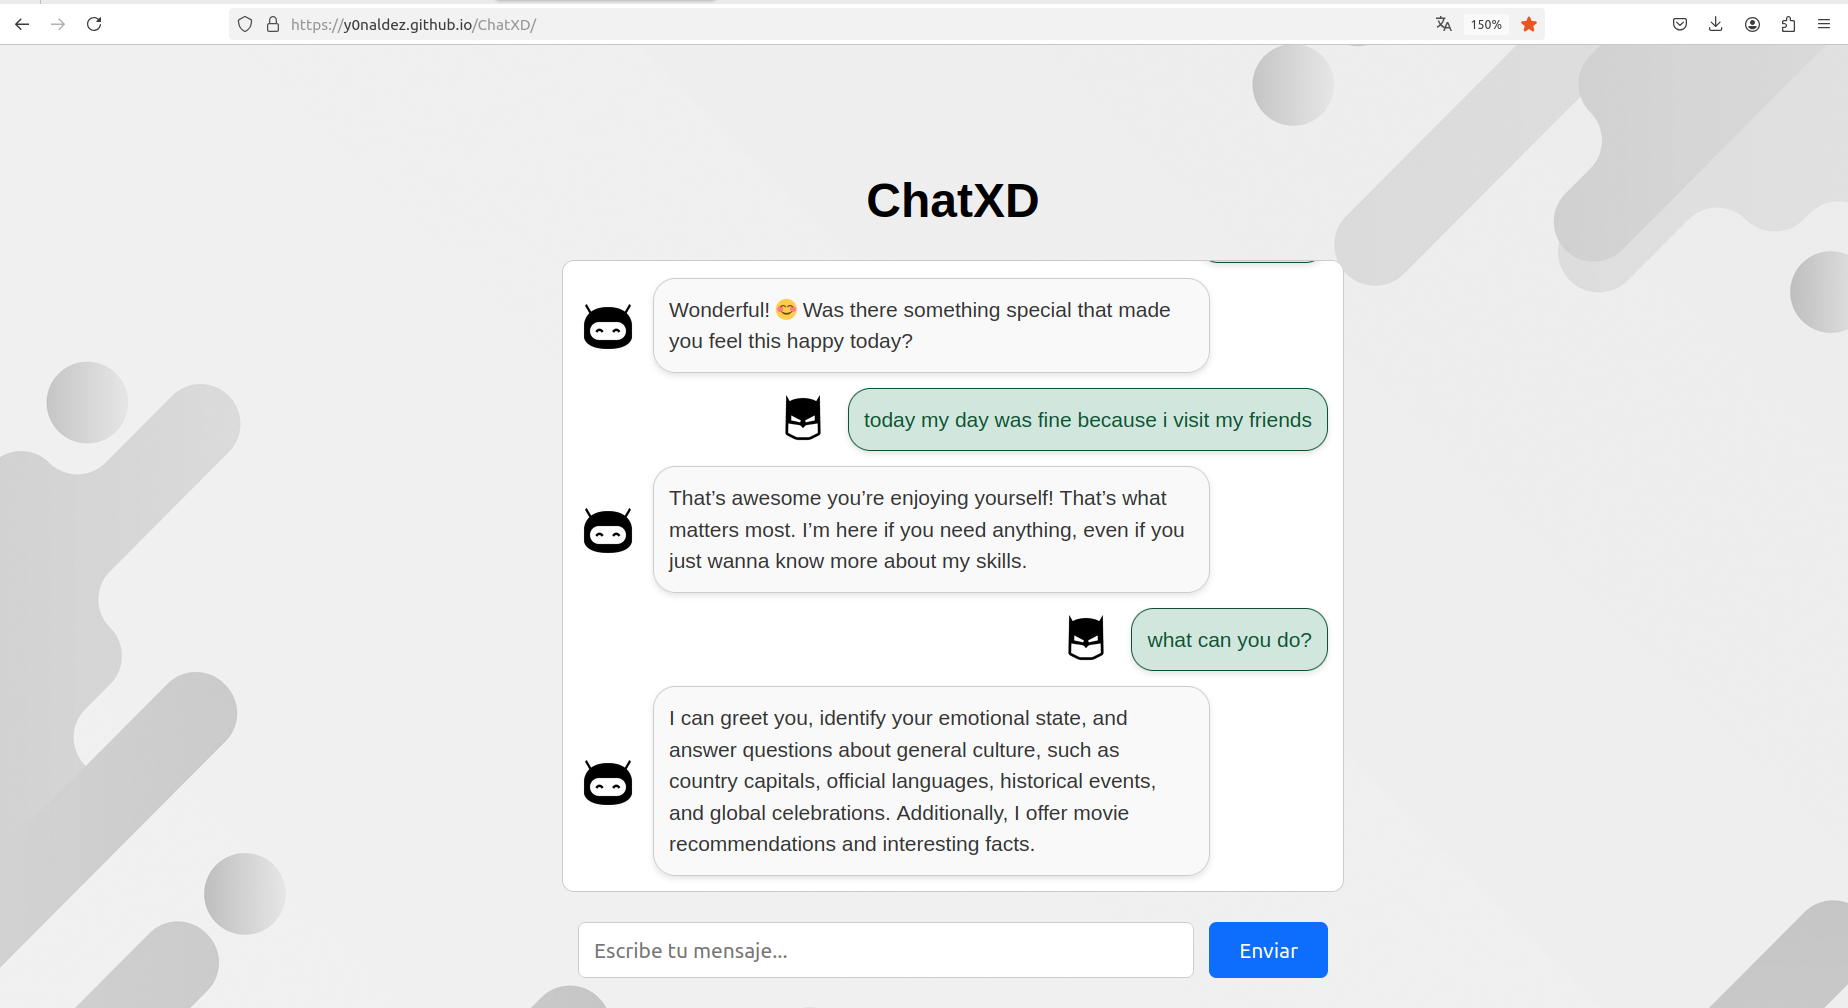 https://y0naldez.github.io/ChatXD/
150%
ChatXD
Wonderful! 😊 Was there something special that made
you feel this happy today?
today my day was fine because i visit my friends
That’s awesome you’re enjoying yourself! That’s what
matters most. I’m here if you need anything, even if you
just wanna know more about my skills.
what can you do?
I can greet you, identify your emotional state, and
answer questions about general culture, such as
country capitals, official languages, historical events,
and global celebrations. Additionally, I offer movie
recommendations and interesting facts.
Escribe tu mensaje...
Enviar